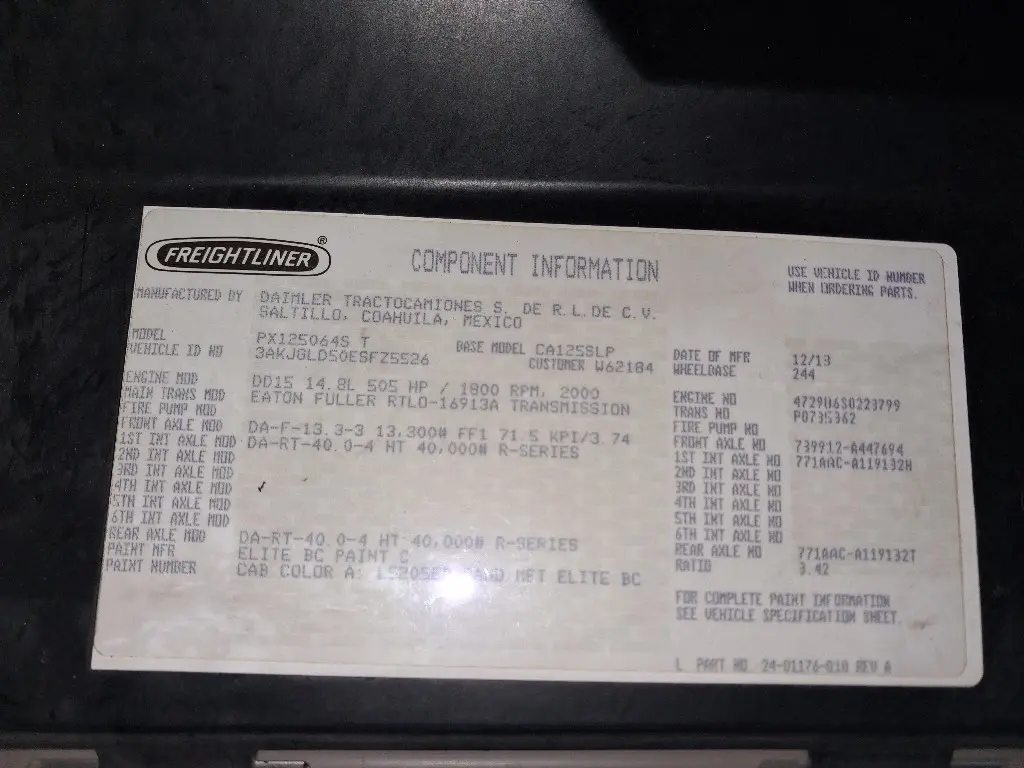 FREIGHTLINER ®
COMPONENT INFORMATION
USE VEHICLE ID NUMBER
WHEN ORDERING PARTS.
MANUFACTURED BY DAIMLER TRACTOCAMIONES S. DE R.L.DE C.V.
SALTILLO, COAHUILA, MEXICO
MODEL PX125064S T
BASE MODEL CA125SLP
DATE OF MFR 12/13
VEHICLE ID NO 3AKJGLD50ESFZ5526
CUSTOMER W62184
WHEELBASE 244
ENGINE MOD DD15 14.8L 505 HP / 1800 RPM, 2000
ENGINE NO 472906S0223799
MAIN TRANS MOD EATON FULLER RTLO-16913A TRANSMISSION
TRANS NO P0735362
FIRE PUMP MOD
FIRE PUMP NO
FRONT AXLE MOD DA-F-13.3-3 13,300# FF1 71.5 KPI/3.74
FRONT AXLE NO 739912-A447694
1ST INT AXLE MOD DA-RT-40.0-4 HT 40,000# R-SERIES
1ST INT AXLE NO 771AAC-A119132H
2ND INT AXLE MOD
2ND INT AXLE NO
3RD INT AXLE MOD
3RD INT AXLE NO
4TH INT AXLE MOD
4TH INT AXLE NO
5TH INT AXLE MOD
5TH INT AXLE NO
6TH INT AXLE MOD
6TH INT AXLE NO
REAR AXLE MOD DA-RT-40.0-4 HT 40,000# R-SERIES
REAR AXLE NO 771AAC-A119132T
PAINT MFR ELITE BC PAINT C
RATIO 3.42
PAINT NUMBER CAB COLOR A: MET ELITE BC
FOR COMPLETE PAINT INFORMATION
SEE VEHICLE SPECIFICATION SHEET.
L PART NO. 24-01176-010 REV A